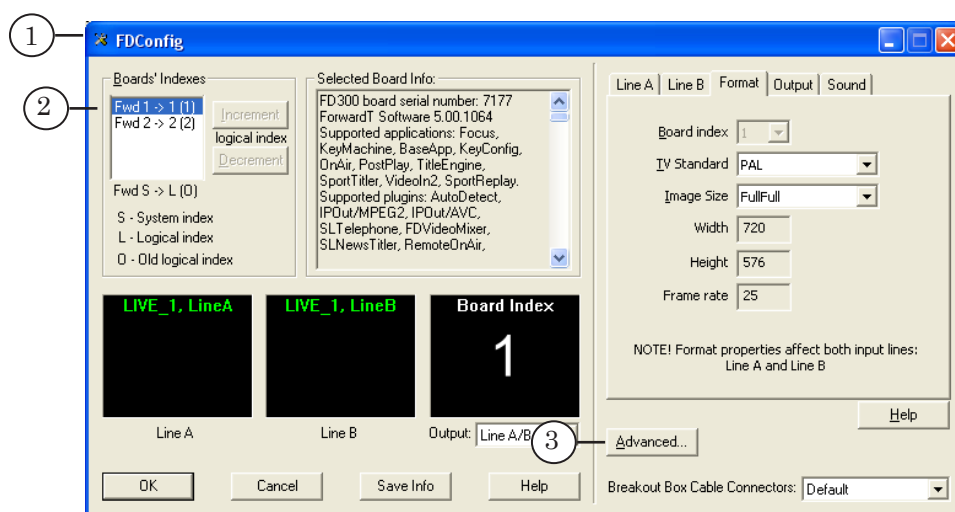 1
FDConfig
2
Boards' Indexes
Fwd 1 -> 1 (1)
Fwd 2 -> 2 (2)
Increment
logical index
Decrement
Fwd S -> L (O)
S - System index
L - Logical index
O - Old logical index
Selected Board Info:
FD300 board serial number: 7177
ForwardT Software 5.00.1064
Supported applications: Focus,
KeyMachine, BaseApp, KeyConfig,
OnAir, PostPlay, TitleEngine,
SportTitler, VideoIn2, SportReplay.
Supported plugins: AutoDetect,
IPOut/MPEG2, IPOut/AVC,
SLTelephone, FDVideoMixer,
SLNewsTitler, RemoteOnAir,
LIVE_1, LineA
LIVE_1, LineB
Board Index
1
Line A
Line B
Output:
Line A/B
3
OK
Cancel
Save Info
Help
Line A
Line B
Format
Output
Sound
Board index
1
TV Standard
PAL
Image Size
FullFull
Width
720
Height
576
Frame rate
25
NOTE! Format properties affect both input lines:
Line A and Line B
Help
Advanced...
Breakout Box Cable Connectors:
Default